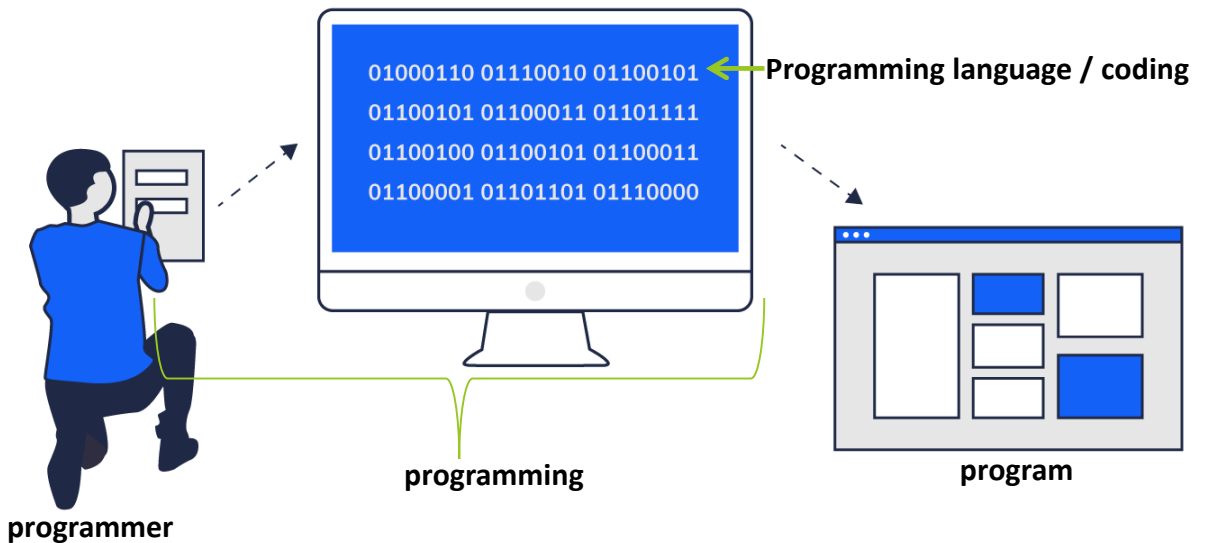 01000110 01110010 01100101
01100101 01100011 01101111
01100100 01100101 01100011
01100001 01101101 01110000
Programming language / coding
programming
program
programmer